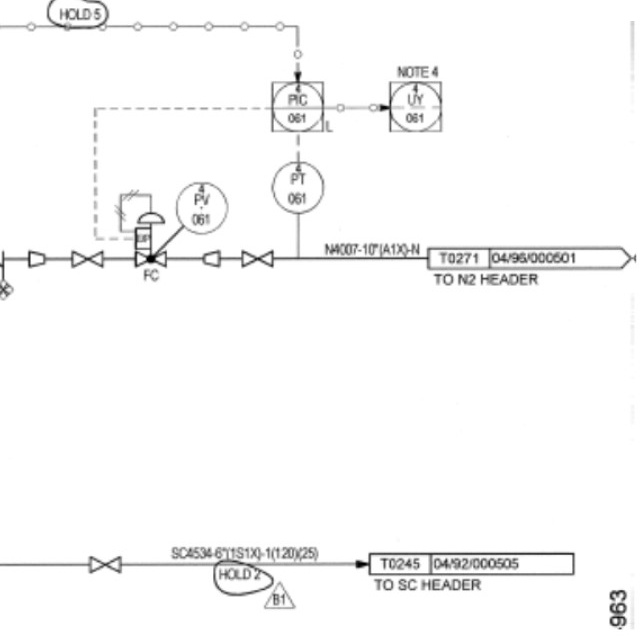 HOLD 5
NOTE 4
4
PIC
061
L
4
UY
061
4
PT
061
4
PV
061
FC
N4007-10"(A1X)-N
T0271 04/96/000501
TO N2 HEADER
SC4534-6"(1S1X)-1(120)(25)
HOLD 2
B1
T0245 04/92/000505
TO SC HEADER
963